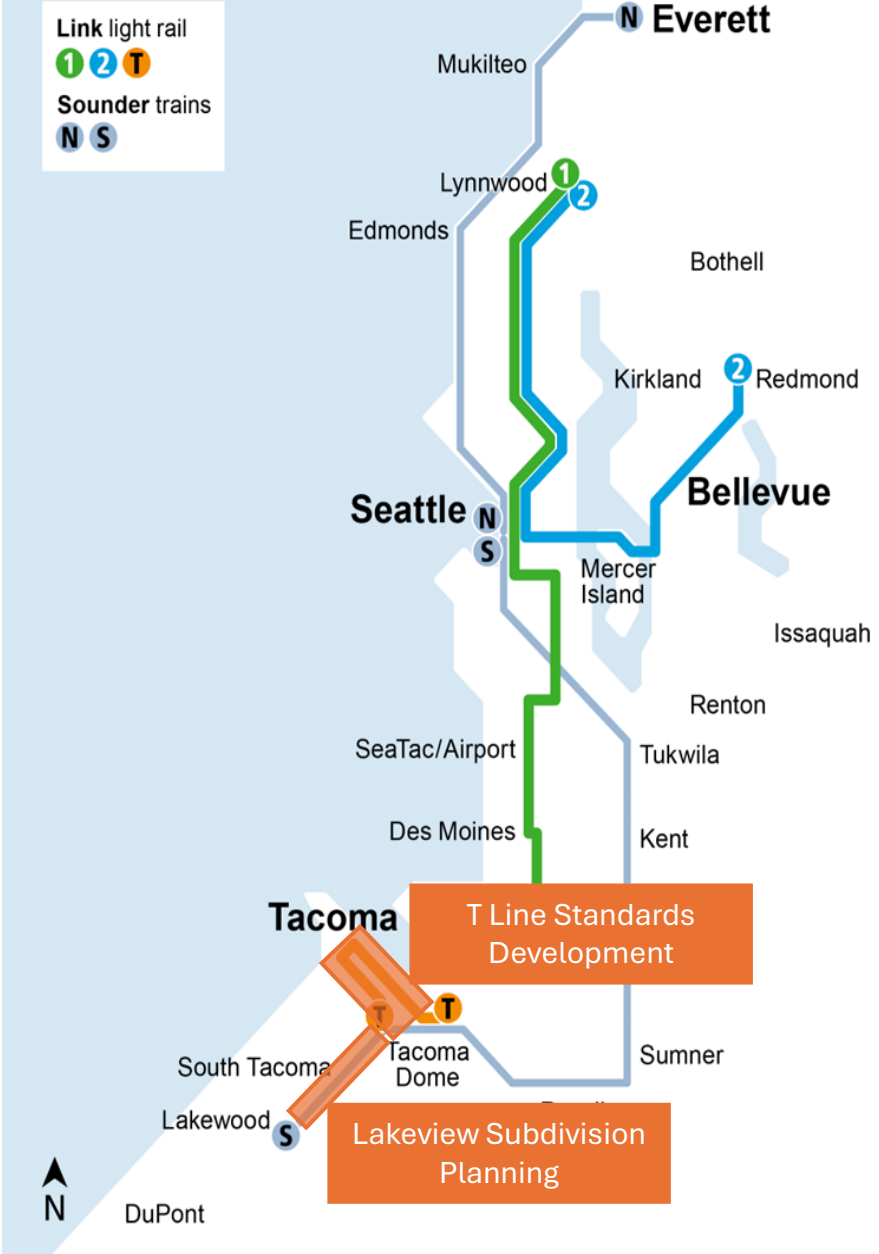 Link light rail
1 2 T
Sounder trains
N S
N Everett
Mukilteo
Lynnwood 1
2
Edmonds
Bothell
Kirkland 2 Redmond
Bellevue
Seattle N
S
Mercer
Island
Issaquah
Renton
SeaTac/Airport
Tukwila
Des Moines
Kent
Tacoma
T Line Standards
Development
T
T
Tacoma
Dome
South Tacoma
Sumner
Lakewood S
Lakeview Subdivision
Planning
N
DuPont